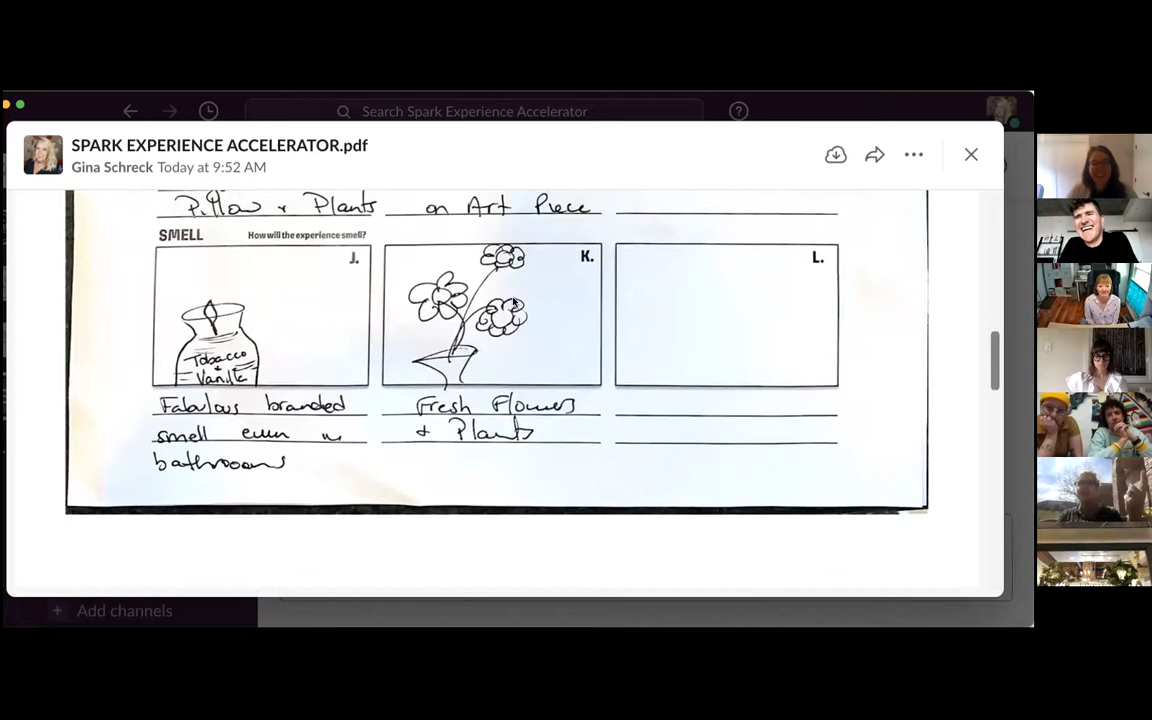 Search Spark Experience Accelerator
SPARK EXPERIENCE ACCELERATOR.pdf
Gina Schreck Today at 9:52 AM
Pillow + Plants
on Art Piece
SMELL
How will the experience smell?
J.
K.
L.
Tobacco
+
Vanilla
Fabulous branded
smell even in
bathrooms
Fresh Flowers
+ Plants
+ Add channels